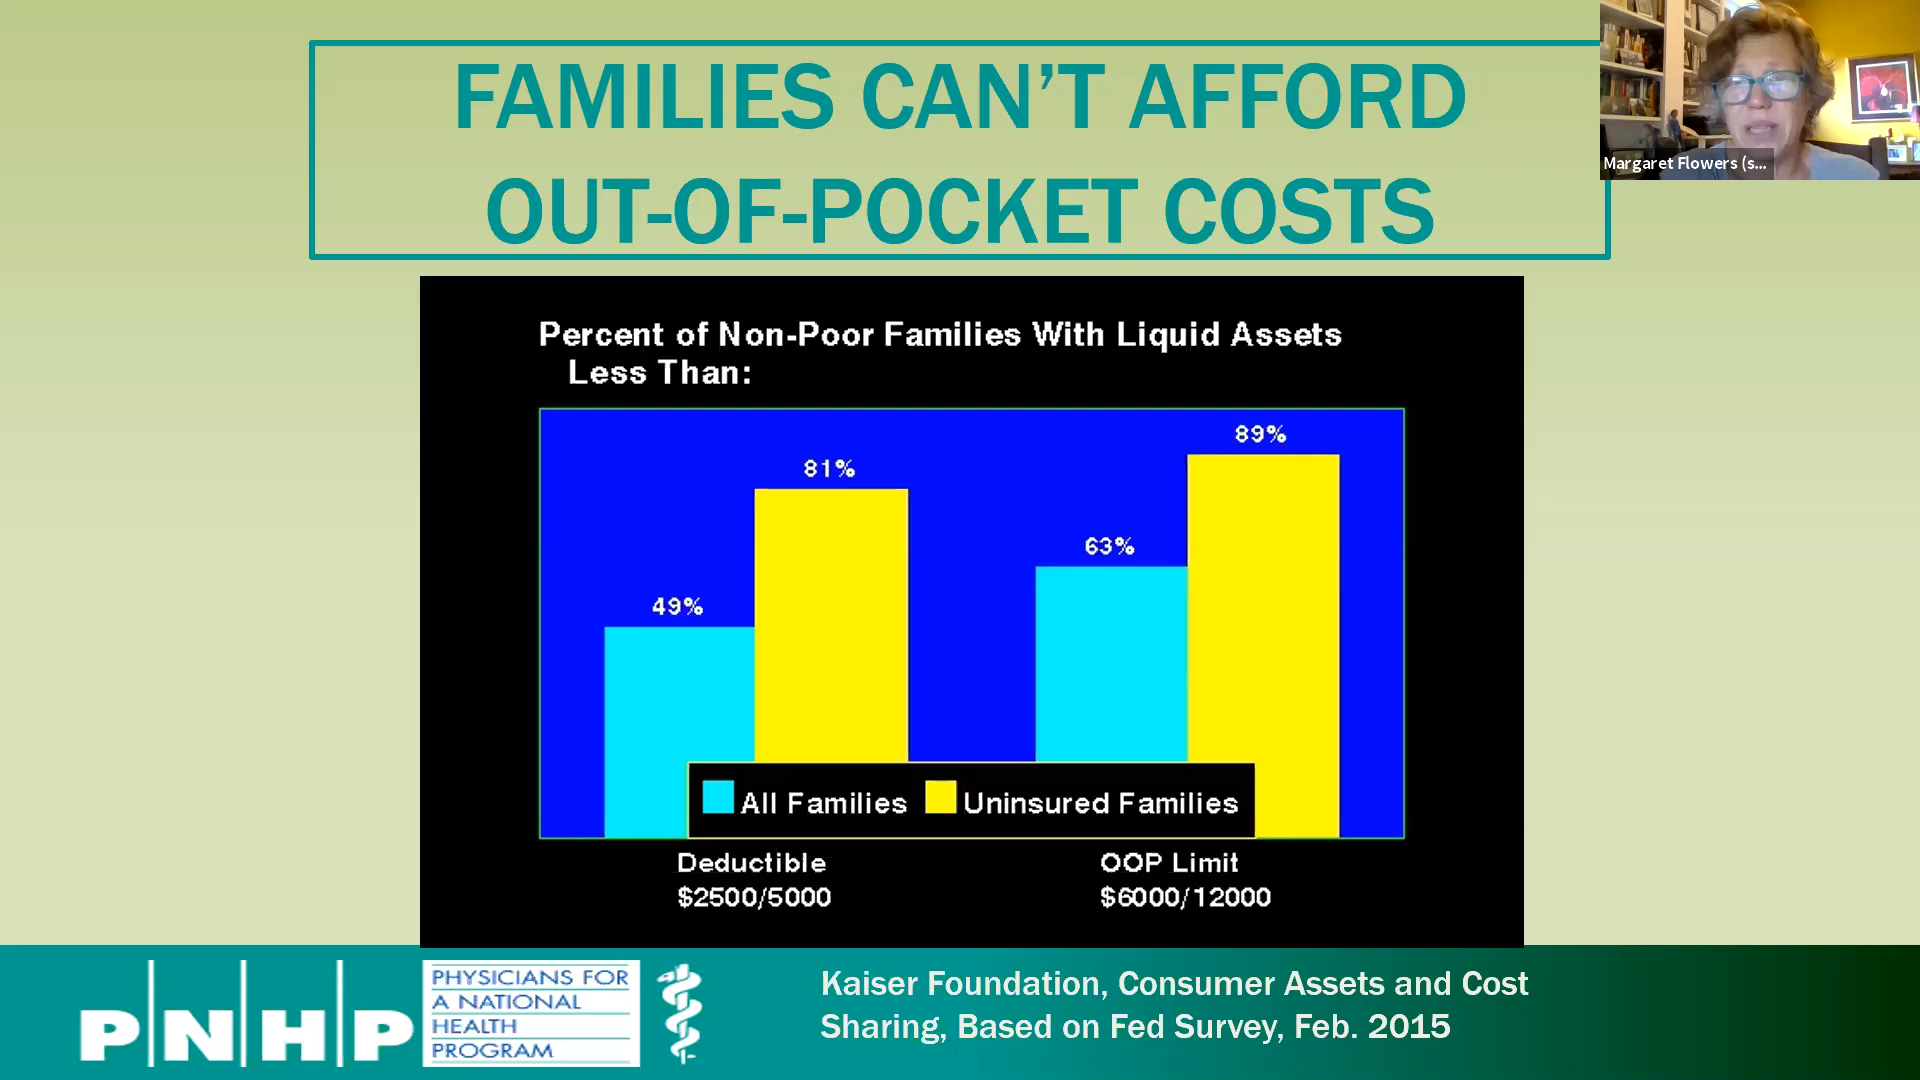 FAMILIES CAN’T AFFORD
OUT-OF-POCKET COSTS
Margaret Flowers (s...
Percent of Non-Poor Families With Liquid Assets
Less Than:
89%
81%
63%
49%
All Families
Uninsured Families
Deductible
$2500/5000
OOP Limit
$6000/12000
PNHP
PHYSICIANS FOR
A NATIONAL
HEALTH
PROGRAM
Kaiser Foundation, Consumer Assets and Cost
Sharing, Based on Fed Survey, Feb. 2015